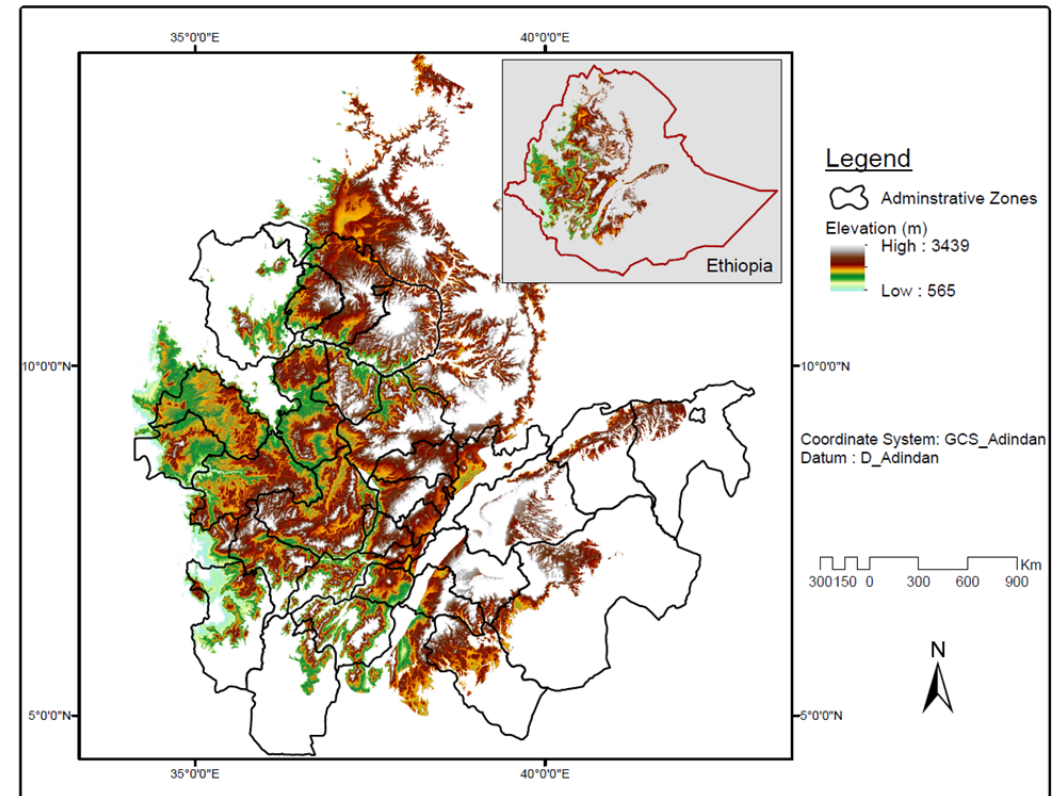 35°0'0"E 40°0'0"E
Ethiopia
Legend
Adminstrative Zones
Elevation (m)
High : 3439
Low : 565
10°0'0"N 10°0'0"N
Coordinate System: GCS_Adindan
Datum : D_Adindan
300 150 0 300 600 900 Km
N
5°0'0"N 5°0'0"N
35°0'0"E 40°0'0"E